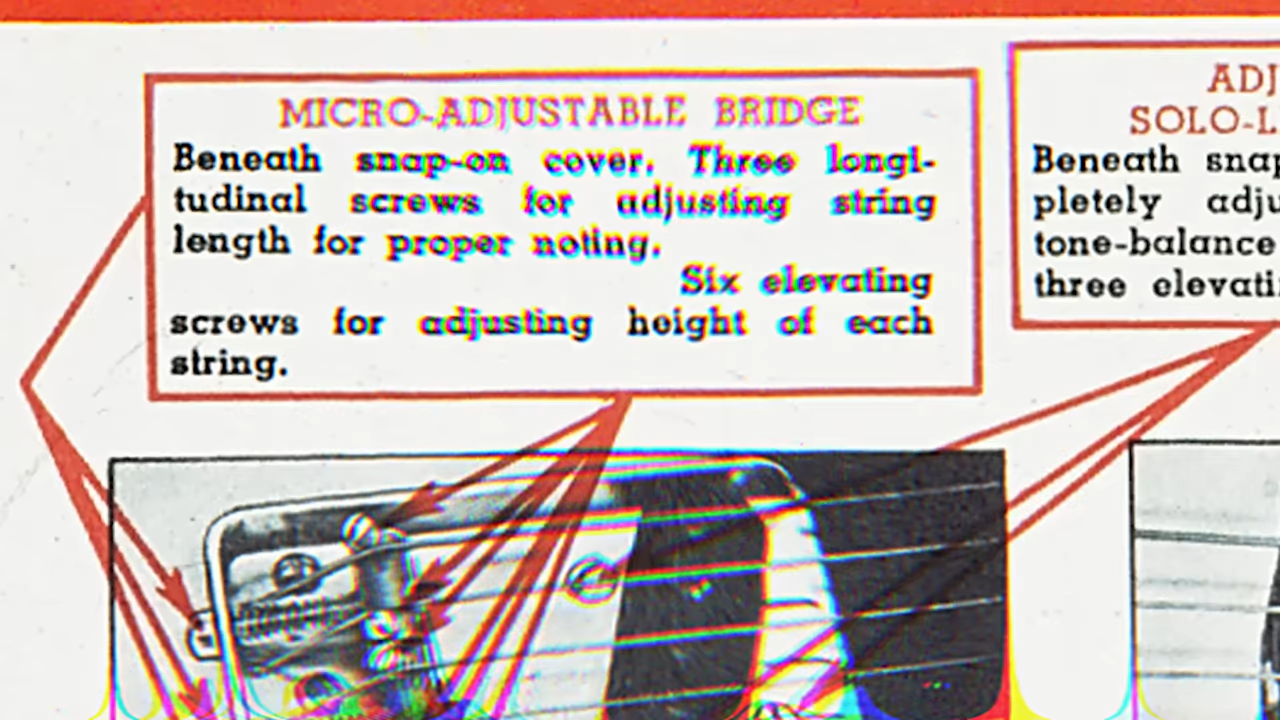 MICRO-ADJUSTABLE BRIDGE
Beneath snap-on cover. Three longi-
tudinal screws for adjusting string
length for proper noting.
Six elevating
screws for adjusting height of each
string.
ADJ
SOLO-L
Beneath snap
pletely adju
tone-balance
three elevati